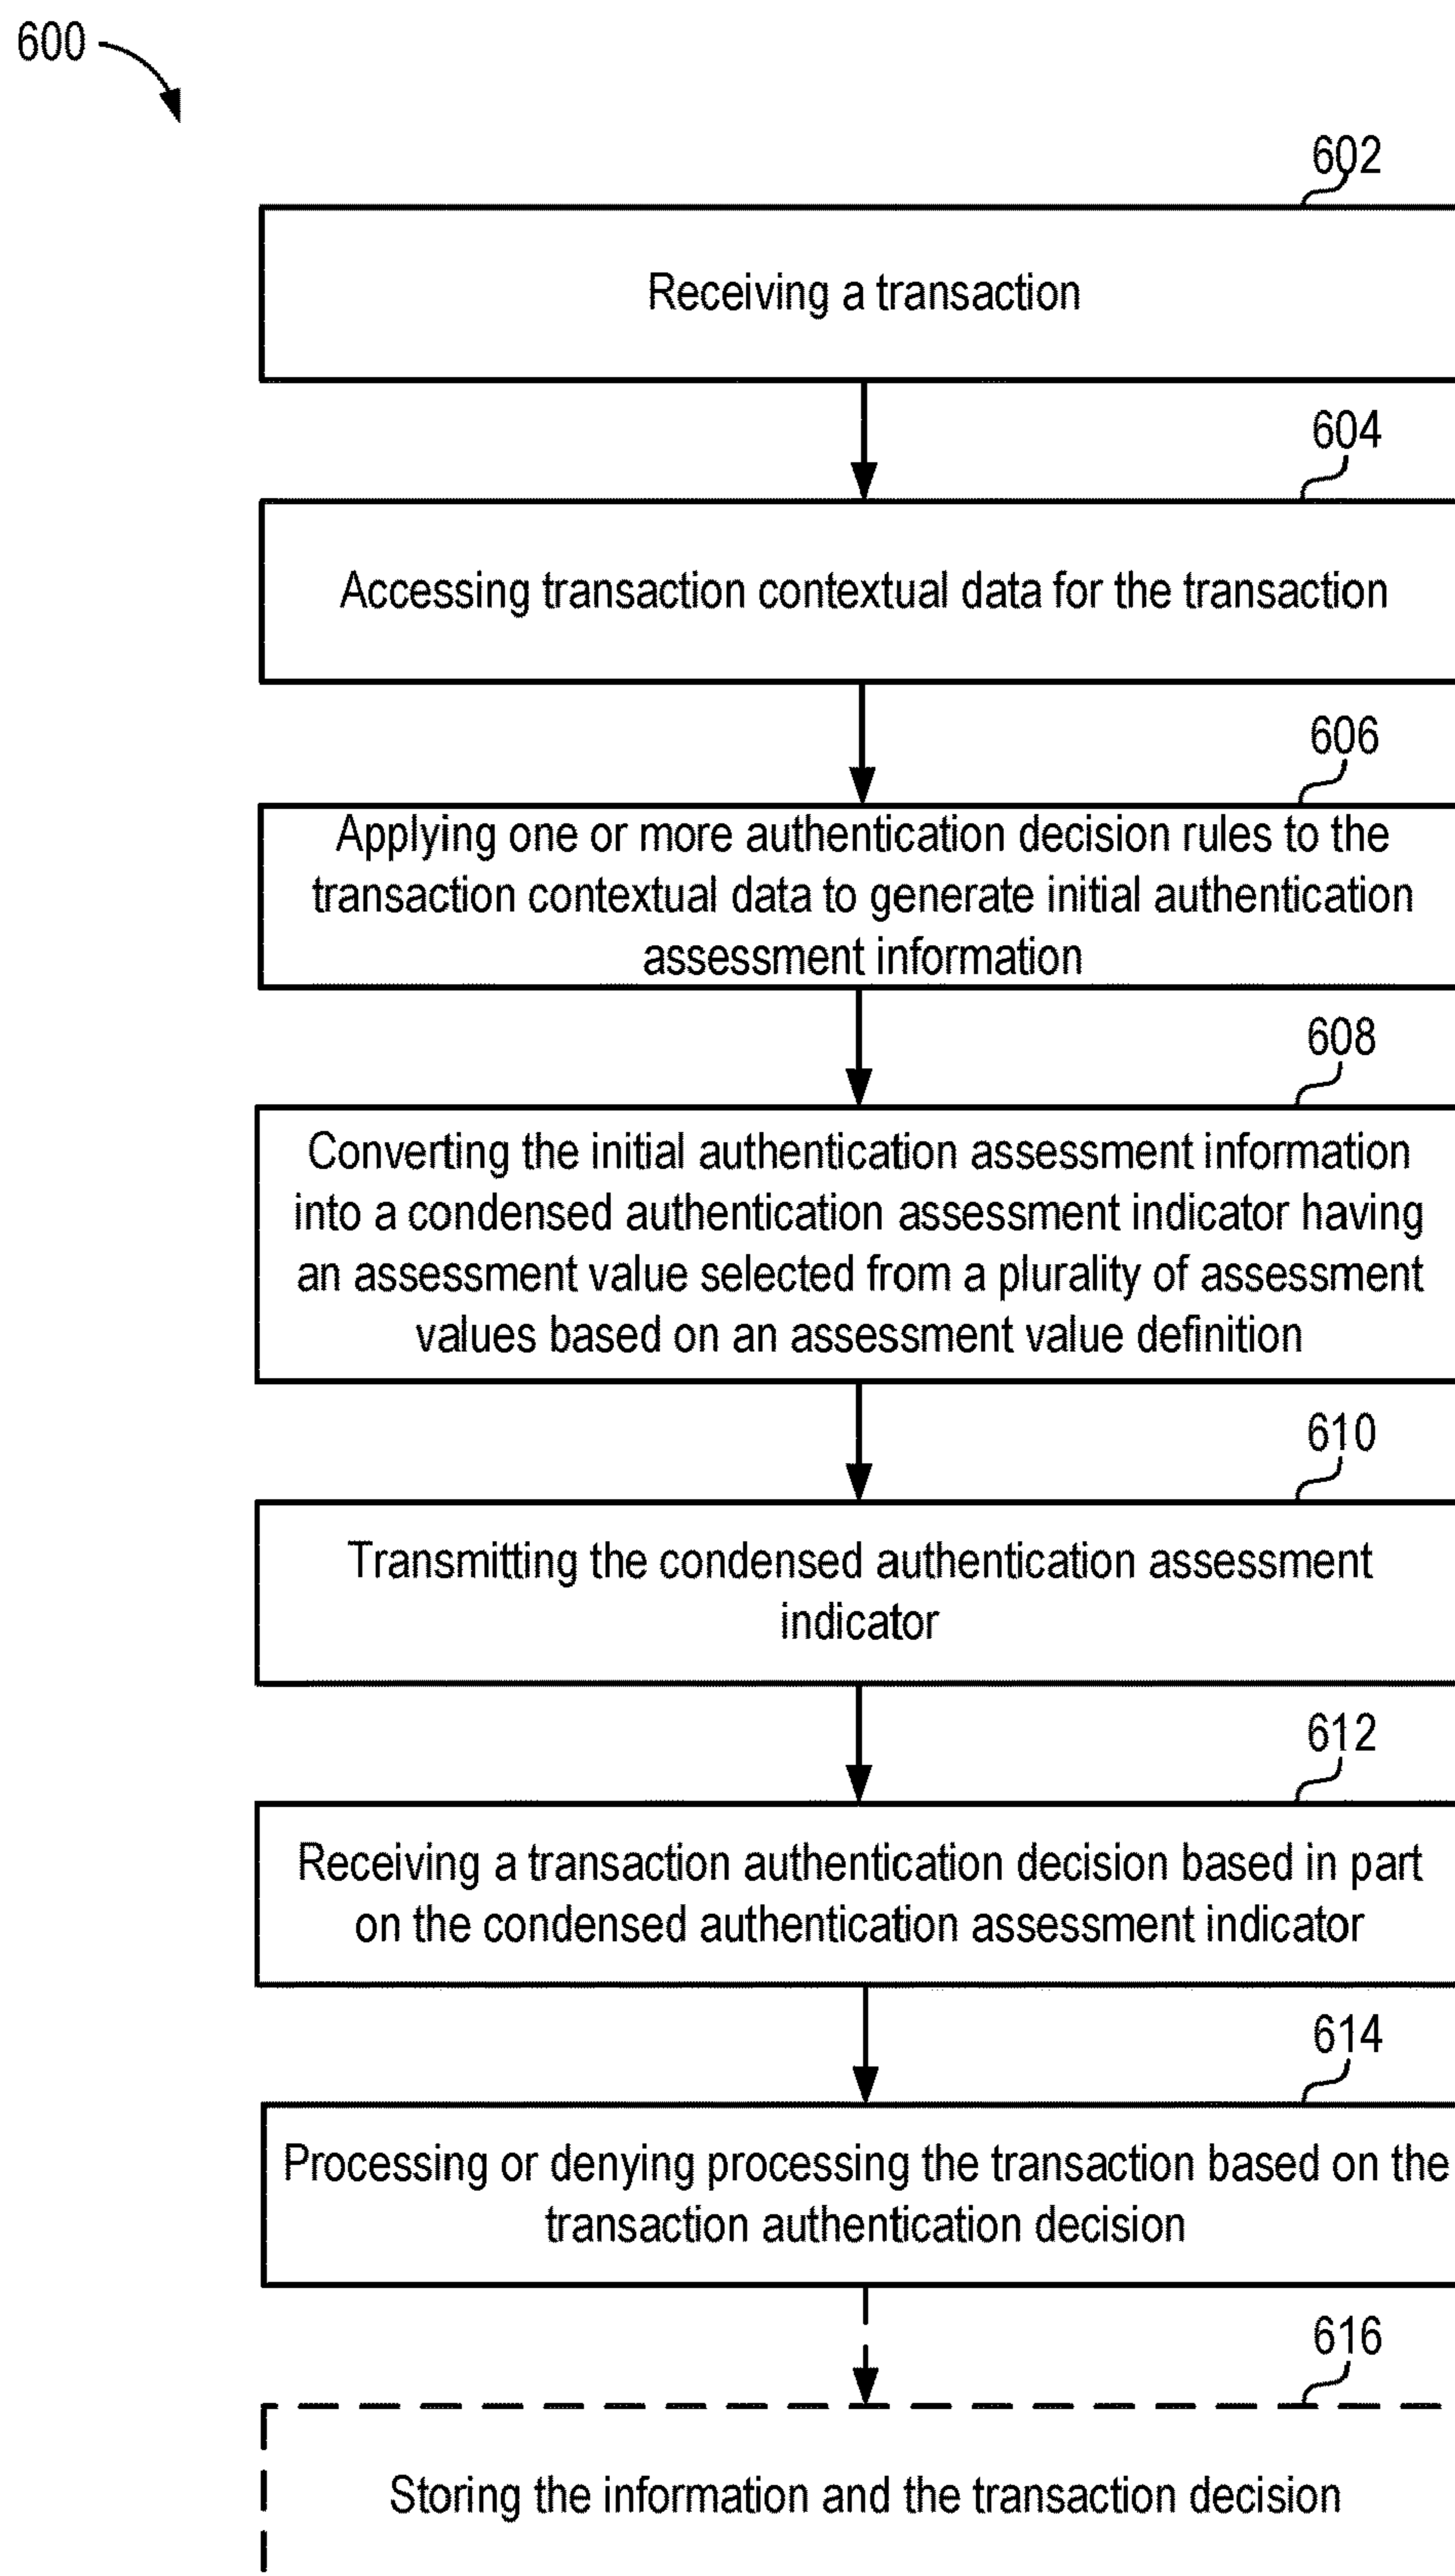 600
602
Receiving a transaction
604
Accessing transaction contextual data for the transaction
606
Applying one or more authentication decision rules to the
transaction contextual data to generate initial authentication
assessment information
608
Converting the initial authentication assessment information
into a condensed authentication assessment indicator having
an assessment value selected from a plurality of assessment
values based on an assessment value definition
610
Transmitting the condensed authentication assessment
indicator
612
Receiving a transaction authentication decision based in part
on the condensed authentication assessment indicator
614
Processing or denying processing the transaction based on the
transaction authentication decision
616
Storing the information and the transaction decision